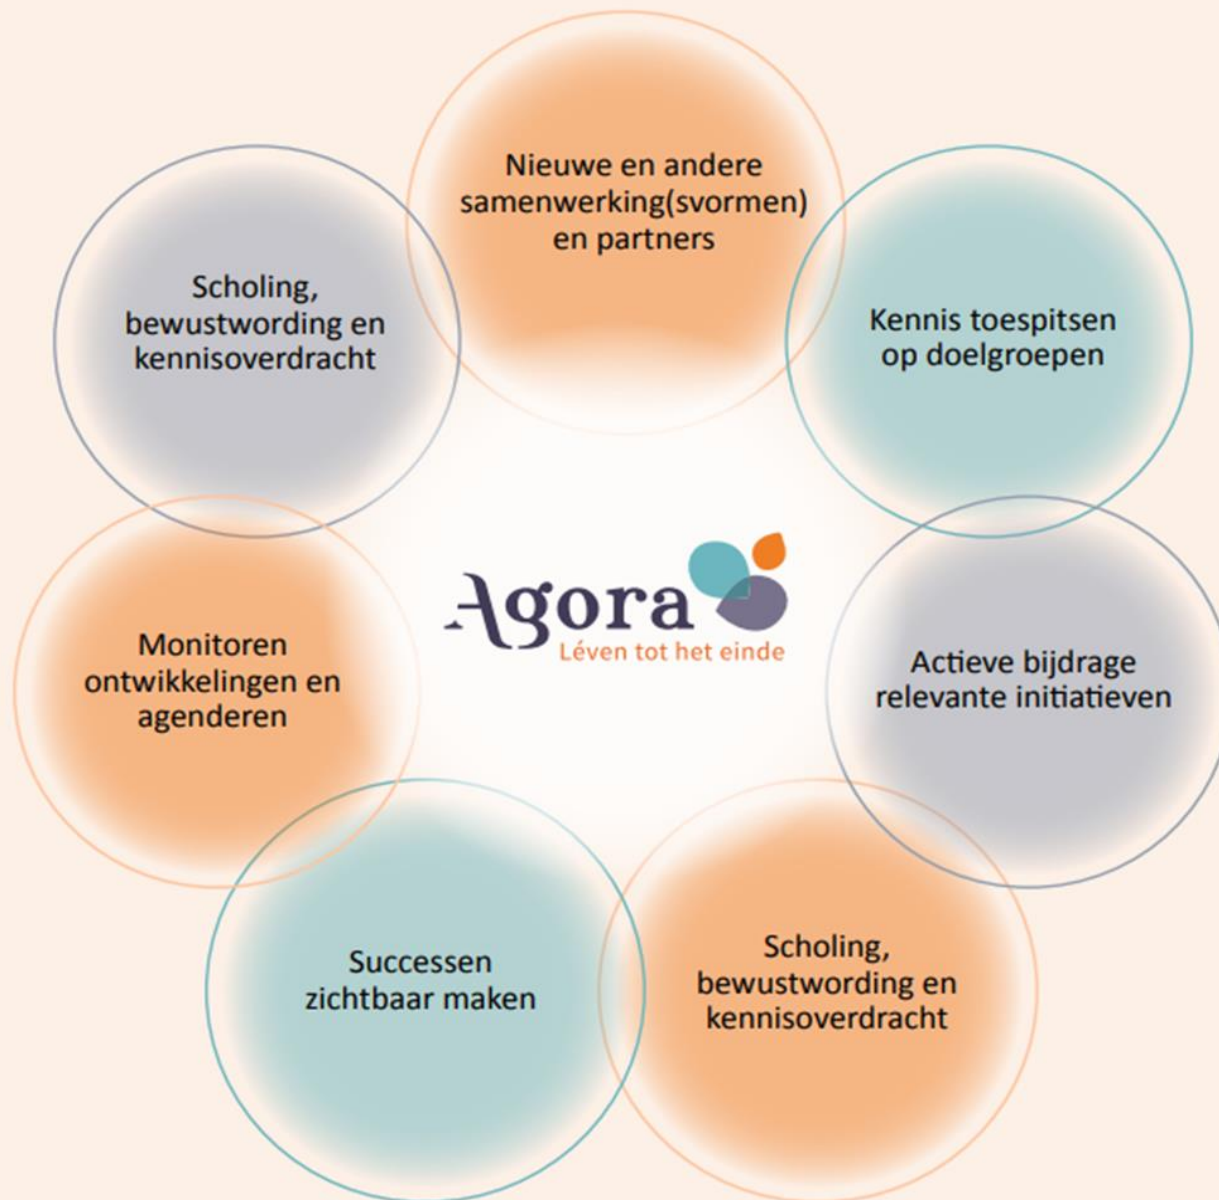 Nieuwe en andere
samenwerking(svormen)
en partners
Kennis toespitsen
op doelgroepen
Actieve bijdrage
relevante initiatieven
Scholing,
bewustwording en
kennisoverdracht
Successen
zichtbaar maken
Monitoren
ontwikkelingen en
agenderen
Scholing,
bewustwording en
kennisoverdracht
Agora
Léven tot het einde